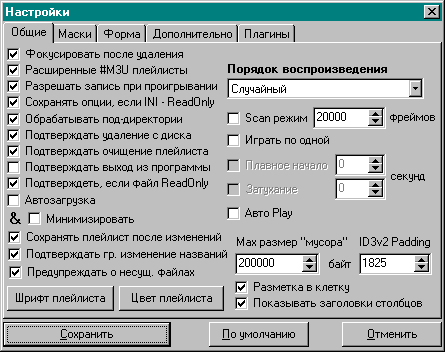 Настройки
Общие Маски Форма Дополнительно Плагины
Фокусировать после удаления
Расширенные #M3U плейлисты
Разрешать запись при проигрывании
Сохранять опции, если INI - ReadOnly
Обрабатывать под-директории
Подтверждать удаление с диска
Подтверждать очищение плейлиста
Подтверждать выход из программы
Подтверждеть, если файл ReadOnly
Автозагрузка
& Минимизировать
Сохранять плейлист после изменений
Подтверждать гр. изменение названий
Предупреждать о несущ. файлах
Шрифт плейлиста Цвет плейлиста
Порядок воспроизведения
Случайный
Scan режим 20000 фреймов
Играть по одной
Плавное начало 0
Затухание 0
секунд
Авто Play
Мах размер "мусора" ID3v2 Padding
200000 байт 1825
Разметка в клетку
Показывать заголовки столбцов
Сохранить По умолчанию Отменить